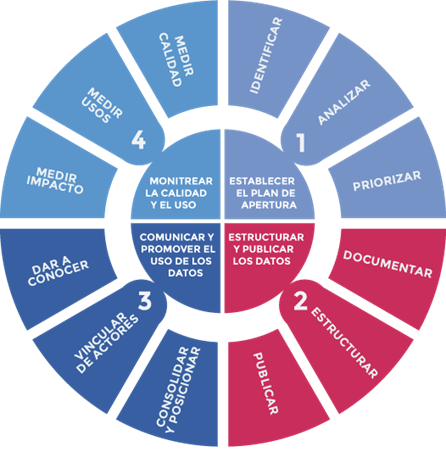 1
ESTABLECER
EL PLAN DE
APERTURA
IDENTIFICAR
ANALIZAR
PRIORIZAR
2
ESTRUCTURAR
Y PUBLICAR
LOS DATOS
DOCUMENTAR
ESTRUCTURAR
PUBLICAR
3
COMUNICAR Y
PROMOVER EL
USO DE LOS
DATOS
CONSOLIDAR
Y POSICIONAR
VINCULAR
DE ACTORES
DAR A
CONOCER
4
MONITREAR
LA CALIDAD
Y EL USO
MEDIR
IMPACTO
MEDIR
USOS
MEDIR
CALIDAD